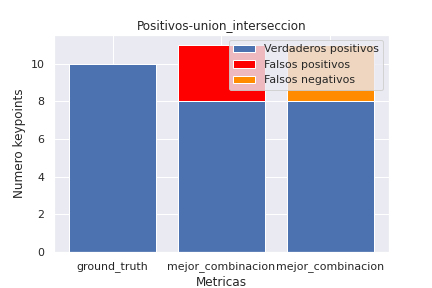 Positivos-union_interseccion
Verdaderos positivos
Falsos positivos
Falsos negativos
Numero keypoints
10
8
6
4
2
0
ground_truth
mejor_combinacion
mejor_combinacion
Metricas